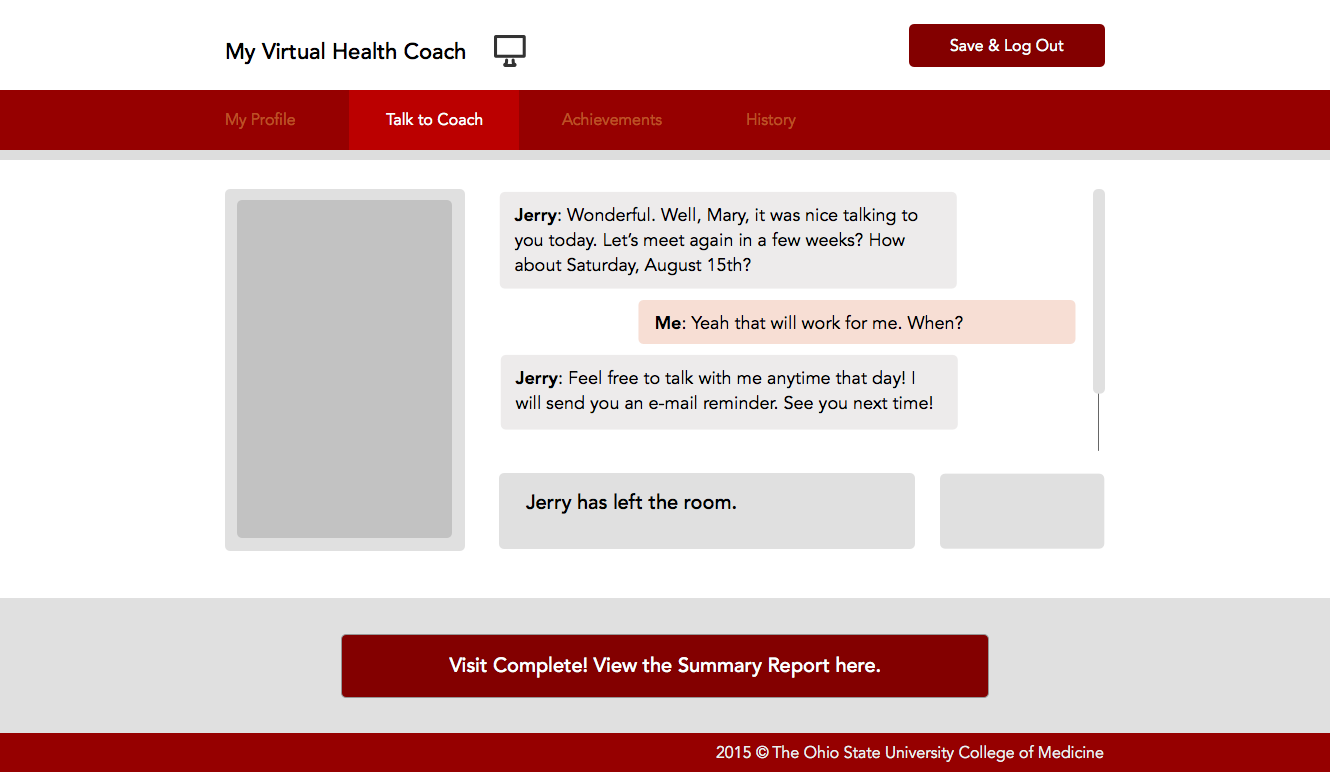 My Virtual Health Coach
Save & Log Out
My Profile
Talk to Coach
Achievements
History
Jerry: Wonderful. Well, Mary, it was nice talking to
you today. Let’s meet again in a few weeks? How
about Saturday, August 15th?
Me: Yeah that will work for me. When?
Jerry: Feel free to talk with me anytime that day! I
will send you an e-mail reminder. See you next time!
Jerry has left the room.
Visit Complete! View the Summary Report here.
2015 © The Ohio State University College of Medicine